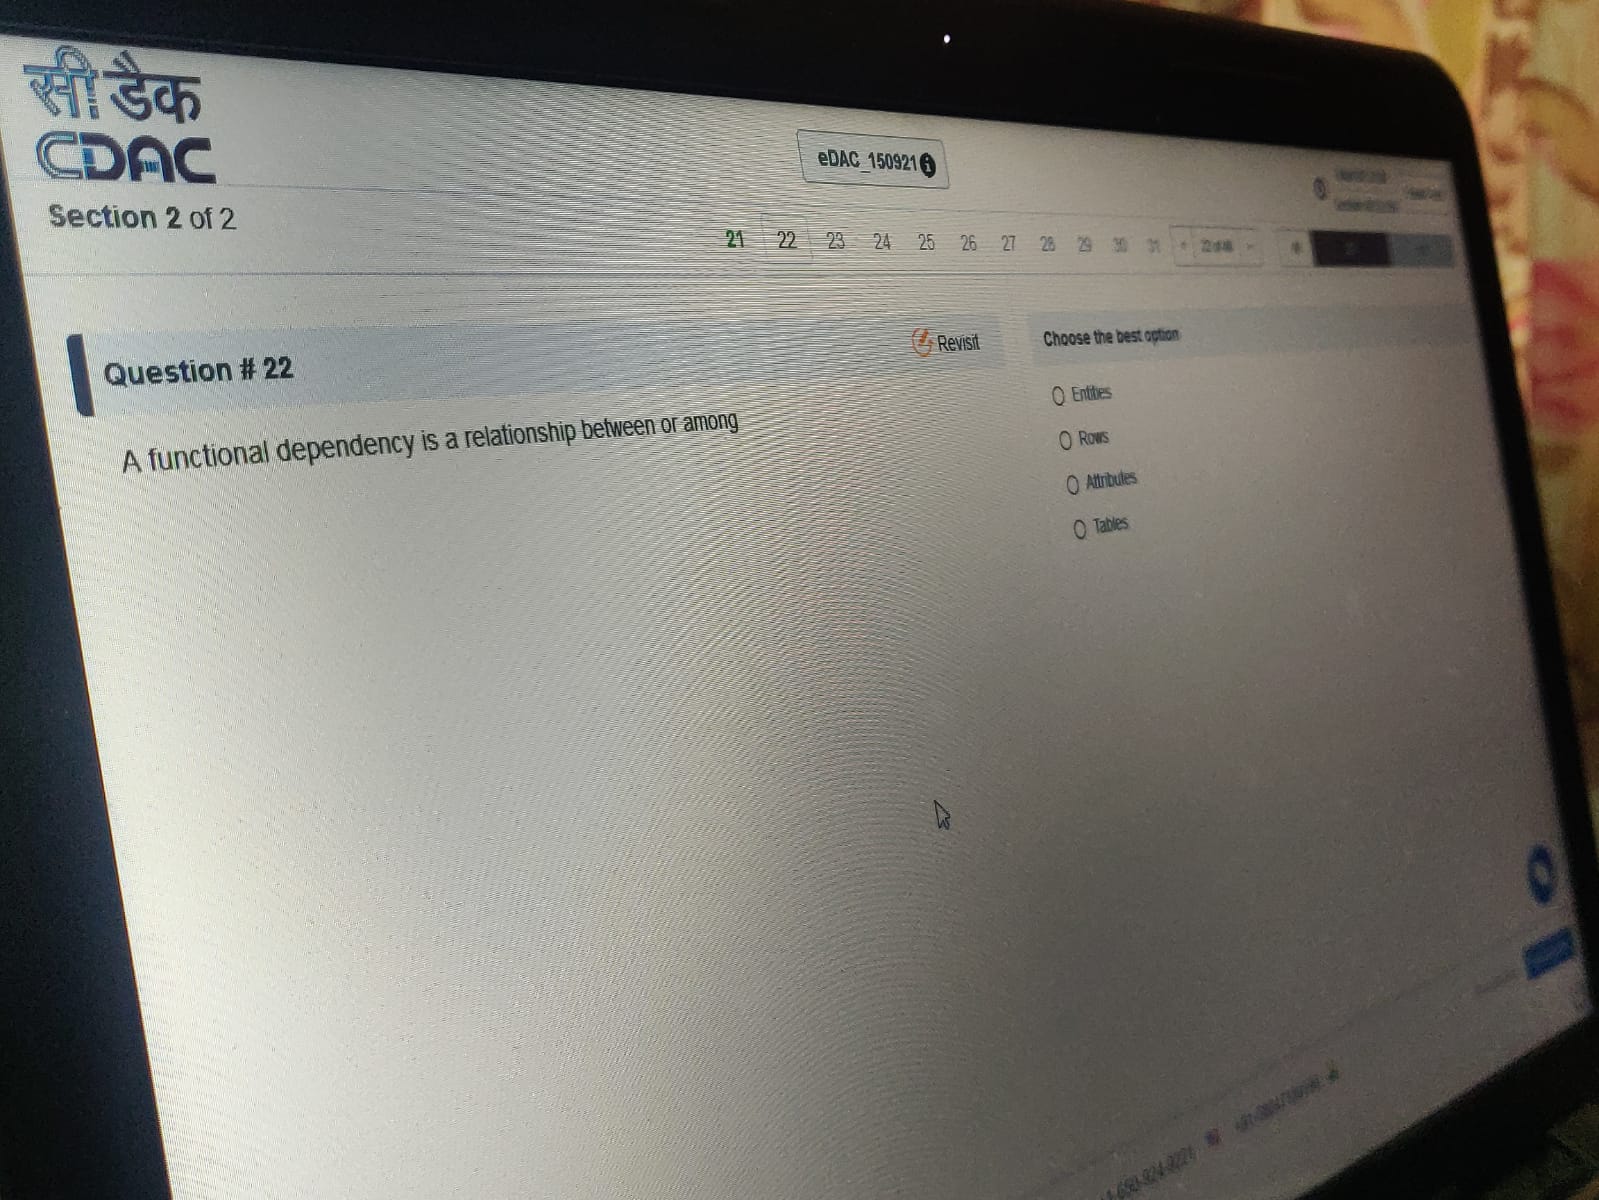 सी डैक
CDAC
eDAC_150921
Section 2 of 2
21 22 23 24 25 26 27 28 29 30 31
Question # 22
Revisit
A functional dependency is a relationship between or among
Choose the best option
Entities
Rows
Attributes
Tables